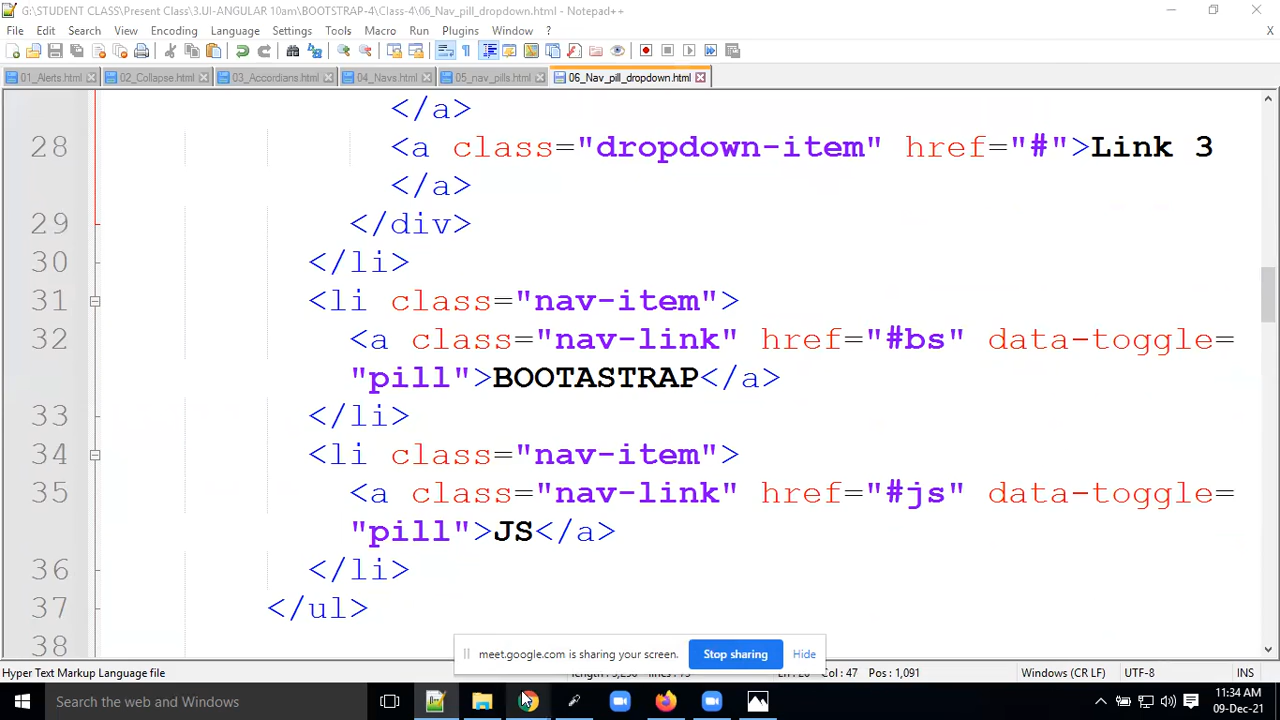 G:\STUDENT CLASS\Present Class\3.UI-ANGULAR 10am\BOOTSTRAP-4\Class-4\06_Nav_pill_dropdown.html - Notepad++
File Edit Search View Encoding Language Settings Tools Macro Run Plugins Window ? X
01_Alerts.html 02_Collapse.html 03_Accordians.html 04_Navs.html 05_nav_pills.html 06_Nav_pill_dropdown.html
</a>
28 <a class="dropdown-item" href="#">Link 3
</a>
29 </div>
30 </li>
31 <li class="nav-item">
32 <a class="nav-link" href="#bs" data-toggle=
"pill">BOOTASTRAP</a>
33 </li>
34 <li class="nav-item">
35 <a class="nav-link" href="#js" data-toggle=
"pill">JS</a>
36 </li>
37 </ul>
38
meet.google.com is sharing your screen. Stop sharing Hide
Hyper Text Markup Language file Col : 47 Pos : 1,091 Windows (CR LF) UTF-8 INS
Search the web and Windows
11:34 AM
09-Dec-21